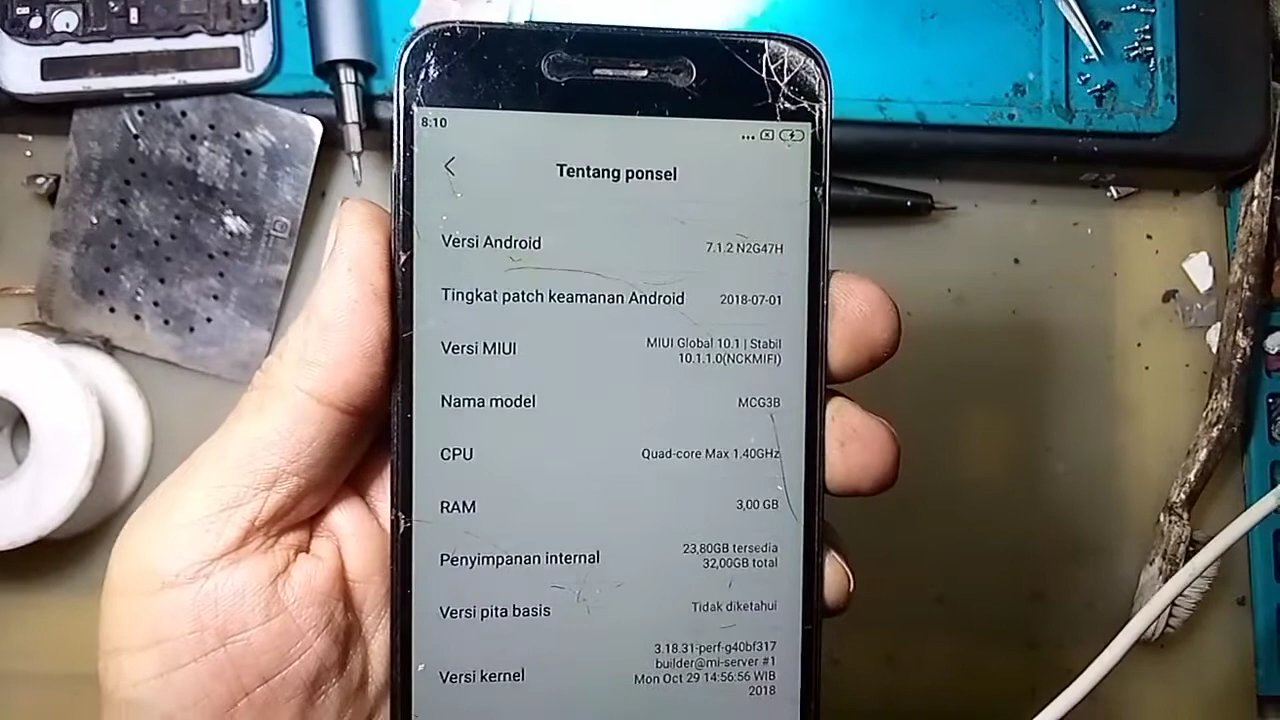 8:10
Tentang ponsel
Versi Android
7.1.2 N2G47H
Tingkat patch keamanan Android
2018-07-01
Versi MIUI
MIUI Global 10.1 | Stabil
10.1.1.0(NCKMIFI)
Nama model
MCG3B
CPU
Quad-core Max 1.40GHz
RAM
3,00 GB
Penyimpanan internal
23,80GB tersedia
32,00GB total
Versi pita basis
Tidak diketahui
Versi kernel
3.18.31-perf-g40bf317
builder@mi-server #1
Mon Oct 29 14:56:56 WIB
2018